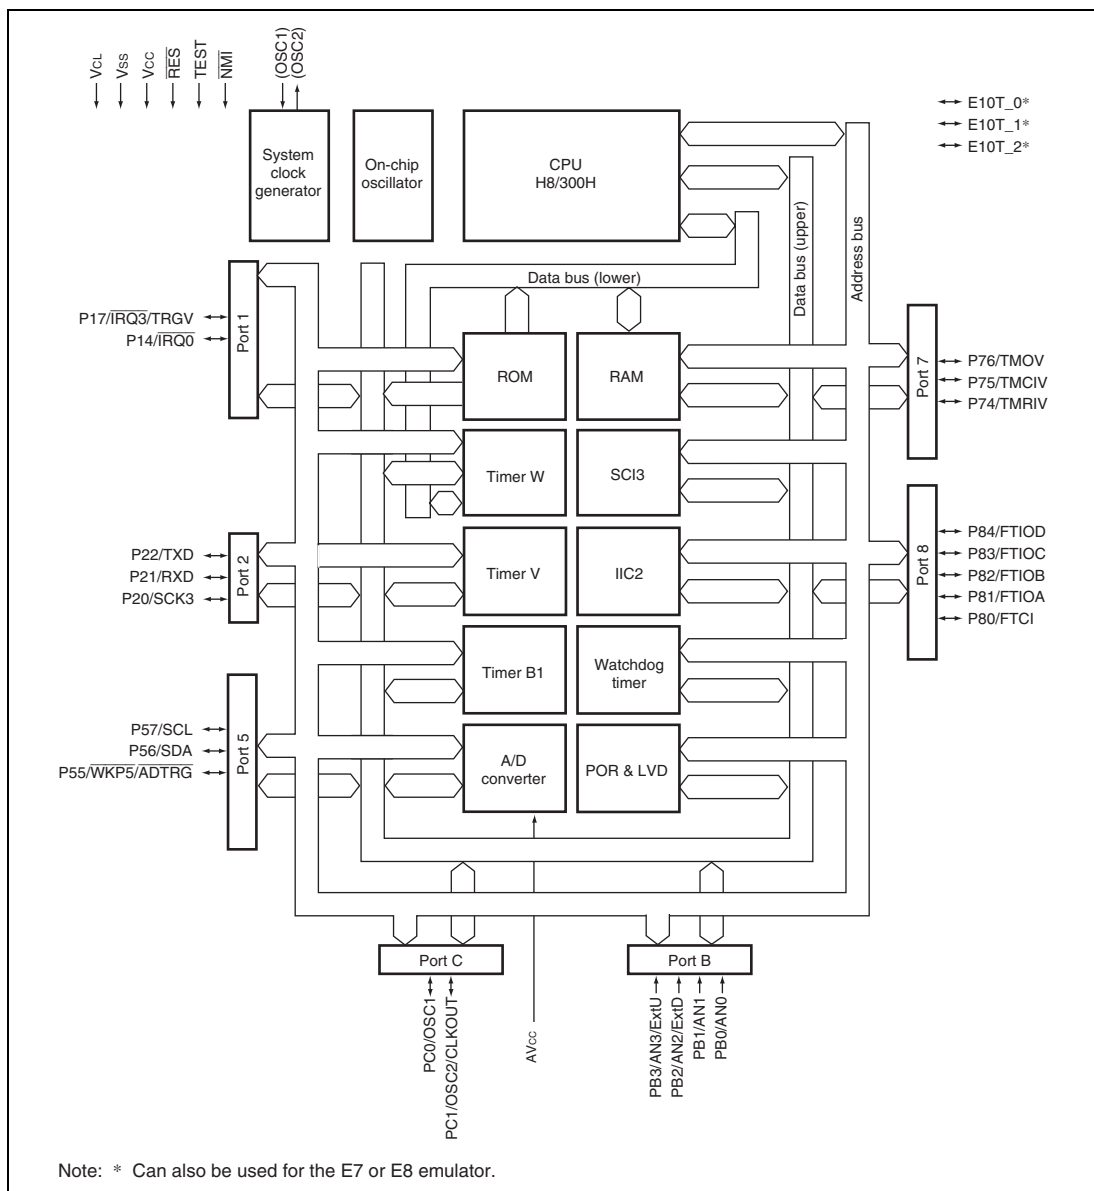 VCL
VSS
VCC
RES
TEST
NMI
(OSC1)
(OSC2)
E10T_0*
E10T_1*
E10T_2*
System
clock
generator
On-chip
oscillator
CPU
H8/300H
Data bus (upper)
Address bus
Data bus (lower)
P17/IRQ3/TRGV
P14/IRQ0
Port 1
ROM
RAM
Port 7
P76/TMOV
P75/TMCIV
P74/TMRIV
Timer W
SCI3
P22/TXD
P21/RXD
P20/SCK3
Port 2
Timer V
IIC2
Port 8
P84/FTIOD
P83/FTIOC
P82/FTIOB
P81/FTIOA
P80/FTCI
Timer B1
Watchdog
timer
P57/SCL
P56/SDA
P55/WKP5/ADTRG
Port 5
A/D
converter
POR & LVD
Port C
Port B
PC0/OSC1
PC1/OSC2/CLKOUT
AVCC
PB3/AN3/ExtU
PB2/AN2/ExtD
PB1/AN1
PB0/AN0
Note: * Can also be used for the E7 or E8 emulator.